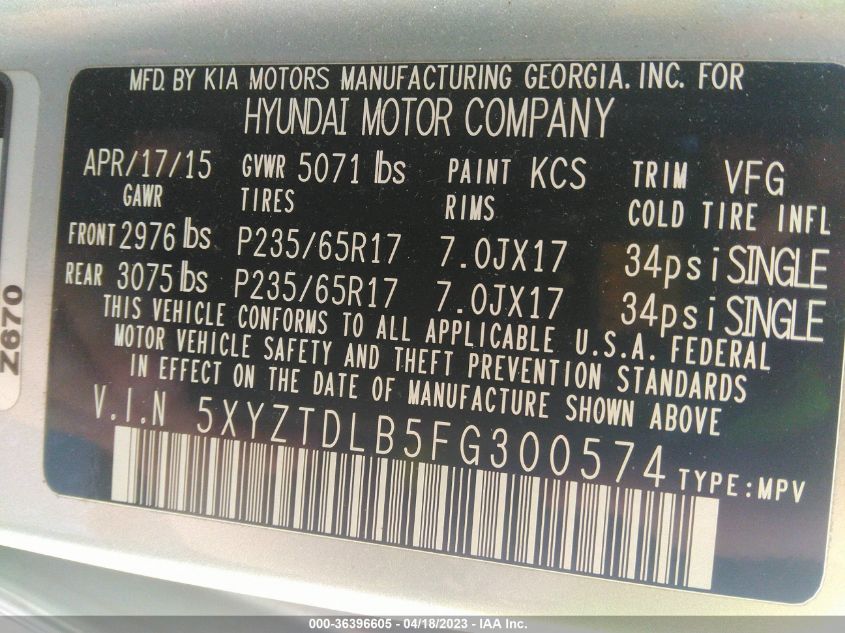 MFD. BY KIA MOTORS MANUFACTURING GEORGIA. INC. FOR
HYUNDAI MOTOR COMPANY
APR/17/15 GVWR 5071 lbs PAINT KCS TRIM VFG
GAWR TIRES RIMS COLD TIRE INFL
FRONT 2976 lbs P235/65R17 7.0JX17 34psi SINGLE
REAR 3075 lbs P235/65R17 7.0JX17 34psi SINGLE
THIS VEHICLE CONFORMS TO ALL APPLICABLE U.S.A. FEDERAL
MOTOR VEHICLE SAFETY AND THEFT PREVENTION STANDARDS
IN EFFECT ON THE DATE OF MANUFACTURE SHOWN ABOVE
V.I.N 5XYZTDLB5FG300574
TYPE:MPV
Z670
000-36396605 - 04/18/2023 - IAA Inc.